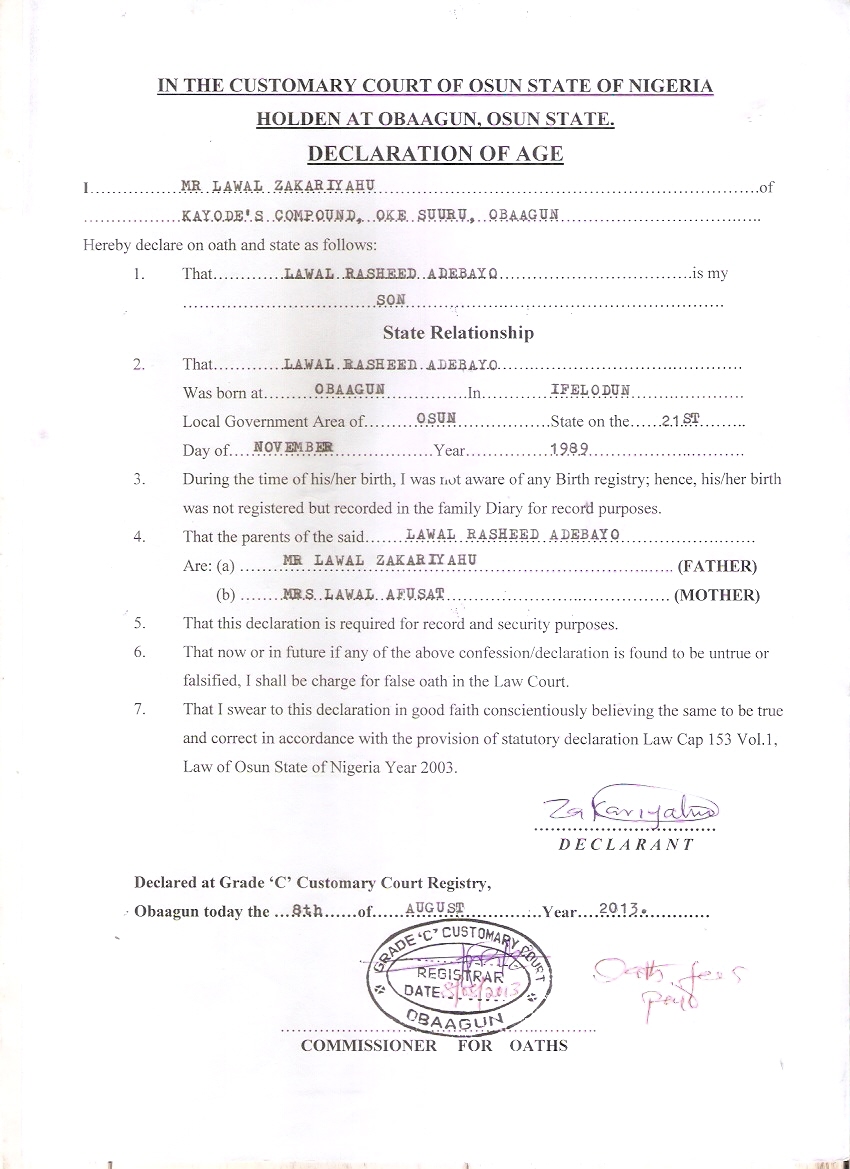 IN THE CUSTOMARY COURT OF OSUN STATE OF NIGERIA
HOLDEN AT OBAAGUN, OSUN STATE.
DECLARATION OF AGE
I...............MR LAWAL ZAKARIYAHU...............of
...............KAYODE'S COMPOUND, OKE SUURU, OBAAGUN...............
Hereby declare on oath and state as follows:
1. That............LAWAL RASHEED ADEBAYO...............is my
...............SON...............
State Relationship
2. That............LAWAL RASHEED ADEBAYO...............
Was born at.........OBAAGUN...............In............IFELODUN...............
Local Government Area of.........OSUN...............State on the......21ST.........
Day of....NOVEMBER...............Year...............1989...............
3. During the time of his/her birth, I was not aware of any Birth registry; hence, his/her birth
was not registered but recorded in the family Diary for record purposes.
4. That the parents of the said.......LAWAL RASHEED ADEBAYO...............
Are: (a) .......MR LAWAL ZAKARIYAHU............... (FATHER)
(b) ........MRS LAWAL AFUSAT............... (MOTHER)
5. That this declaration is required for record and security purposes.
6. That now or in future if any of the above confession/declaration is found to be untrue or
falsified, I shall be charge for false oath in the Law Court.
7. That I swear to this declaration in good faith conscientiously believing the same to be true
and correct in accordance with the provision of statutory declaration Law Cap 153 Vol.1,
Law of Osun State of Nigeria Year 2003.
Zakariyahu
DECLARANT
Declared at Grade ‘C’ Customary Court Registry,
Obaagun today the ...8th......of......AUGUST............Year...2013.............
GRADE 'C' CUSTOMARY COURT
REGISTRAR
DATE 8/08/2013
OBAAGUN
Oath fees
paid
COMMISSIONER FOR OATHS